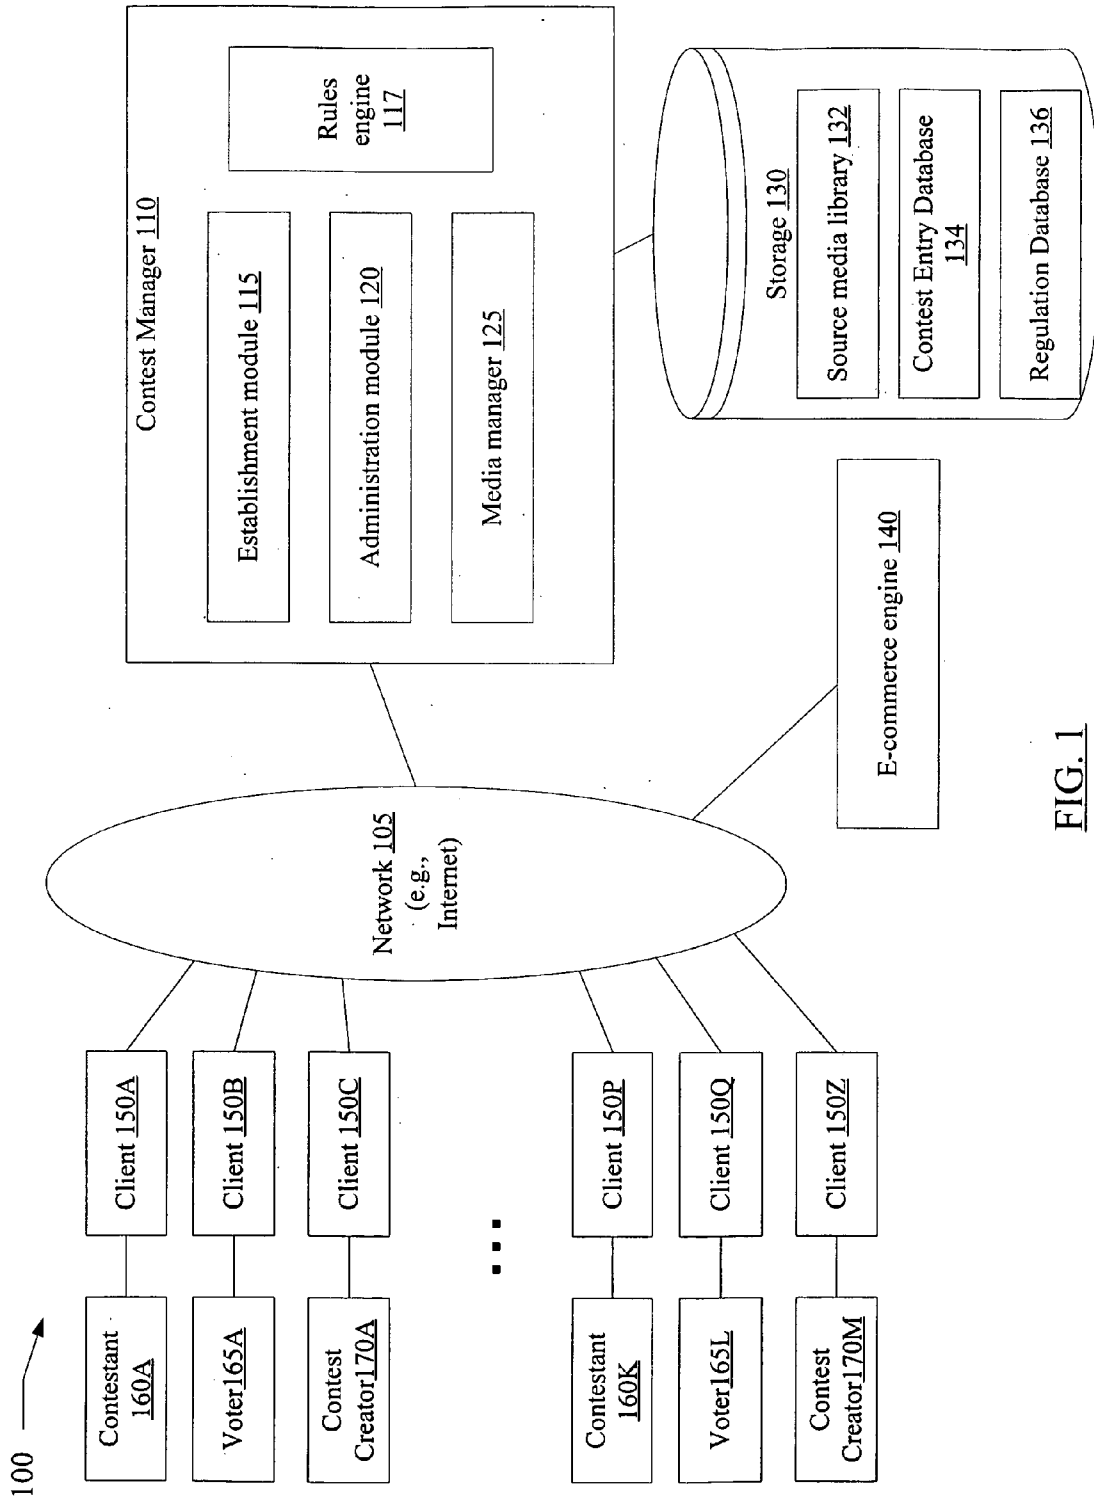 100
Contestant
160A
Client 150A
Voter165A
Client 150B
Contest
Creator170A
Client 150C
...
Contestant
160K
Client 150P
Voter165L
Client 150Q
Contest
Creator170M
Client 150Z
Network 105
(e.g.,
Internet)
Contest Manager 110
Establishment module 115
Administration module 120
Media manager 125
Rules
engine
117
Storage 130
Source media library 132
Contest Entry Database
134
Regulation Database 136
E-commerce engine 140
FIG. 1